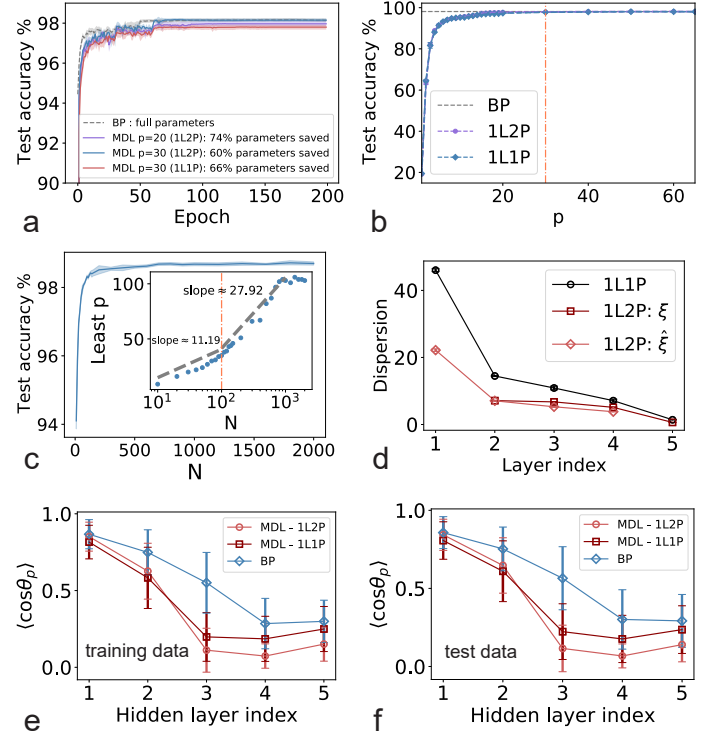 98
96
94
92
90
Test accuracy %
0
50
100
150
200
Epoch
BP : full parameters
MDL p=20 (1L2P): 74% parameters saved
MDL p=30 (1L2P): 60% parameters saved
MDL p=30 (1L1P): 66% parameters saved
a
100
80
60
40
20
Test accuracy %
20
40
60
p
BP
1L2P
1L1P
b
98
96
94
Test accuracy %
0
500
1000
1500
2000
N
100
50
Least p
slope ≈ 27.92
slope ≈ 11.19
10¹
10²
10³
N
c
40
20
0
Dispersion
1
2
3
4
5
Layer index
1L1P
1L2P: ξ
1L2P: ξ̂
d
1.0
0.5
0.0
⟨cosθₚ⟩
1
2
3
4
5
Hidden layer index
MDL – 1L2P
MDL – 1L1P
BP
training data
e
1.0
0.5
0.0
⟨cosθₚ⟩
1
2
3
4
5
Hidden layer index
MDL – 1L2P
MDL – 1L1P
BP
test data
f